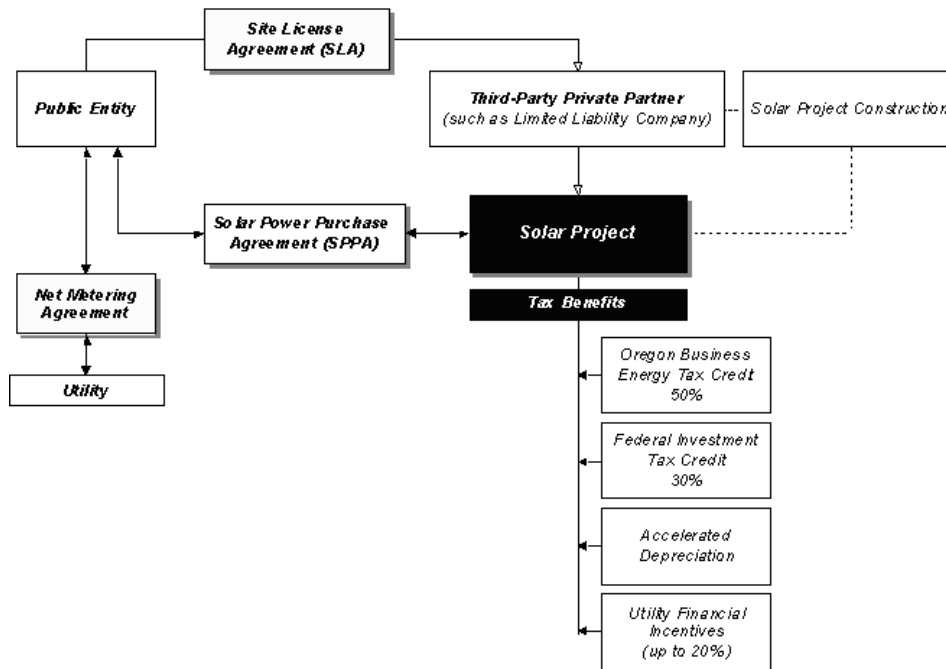 Site License
Agreement (SLA)
Public Entity
Third-Party Private Partner
(such as Limited Liability Company)
Solar Project Construction
Solar Power Purchase
Agreement (SPPA)
Solar Project
Net Metering
Agreement
Tax Benefits
Utility
Oregon Business
Energy Tax Credit
50%
Federal Investment
Tax Credit
30%
Accelerated
Depreciation
Utility Financial
Incentives
(up to 20%)